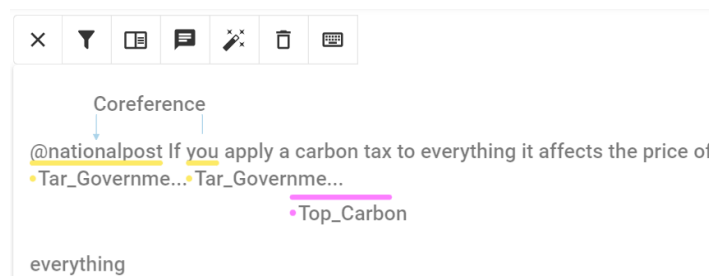 Coreference
@nationalpost If you apply a carbon tax to everything it affects the price of
Tar_Governme... Tar_Governme...
Top_Carbon
everything